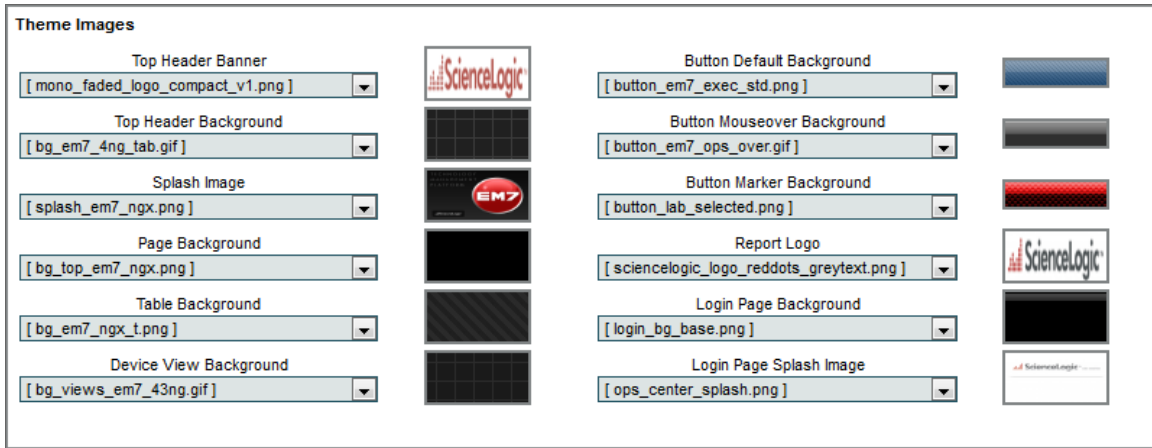 Theme Images
Top Header Banner
[ mono_faded_logo_compact_v1.png ]
ScienceLogic
Top Header Background
[ bg_em7_4ng_tab.gif ]
Splash Image
[ splash_em7_ngx.png ]
EM7
Page Background
[ bg_top_em7_ngx.png ]
Table Background
[ bg_em7_ngx_t.png ]
Device View Background
[ bg_views_em7_43ng.gif ]
Button Default Background
[ button_em7_exec_std.png ]
Button Mouseover Background
[ button_em7_ops_over.gif ]
Button Marker Background
[ button_lab_selected.png ]
Report Logo
[ sciencelogic_logo_reddots_greytext.png ]
ScienceLogic
Login Page Background
[ login_bg_base.png ]
Login Page Splash Image
[ ops_center_splash.png ]
ScienceLogic